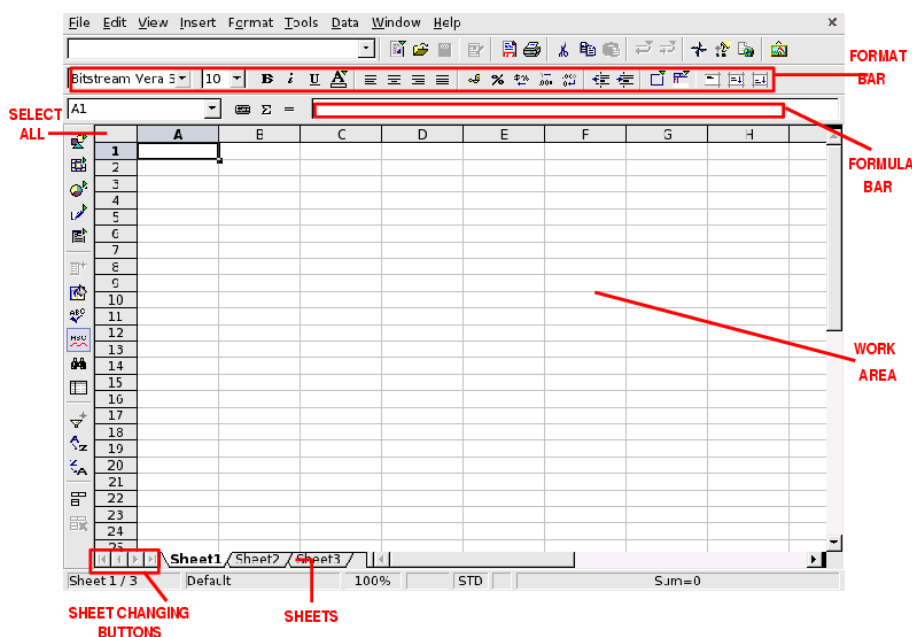 File Edit View Insert Format Tools Data Window Help x
FORMAT BAR
Bitstream Vera S 10 B i U A
A1 Σ =
SELECT ALL
A B C D E F G H
1
2
3
4
5
6
7
8
9
10
11
12
13
14
15
16
17
18
19
20
21
22
23
24
25
FORMULA BAR
WORK AREA
Sheet1 Sheet2 Sheet3
Sheet 1 / 3 Default 100% STD Sum=0
SHEET CHANGING BUTTONS
SHEETS